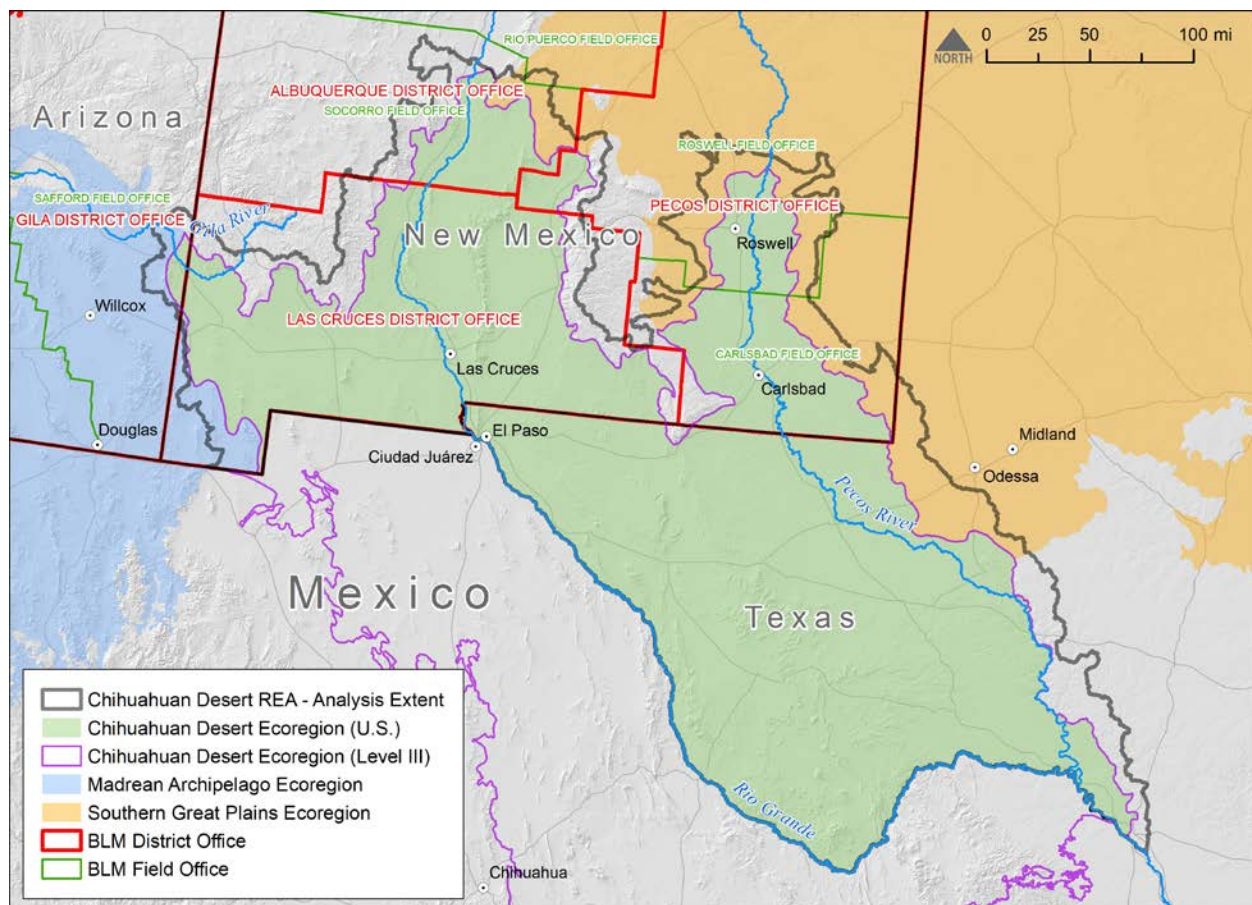 RIO PUERCO FIELD OFFICE
0 25 50 100 mi
NORTH
ALBUQUERQUE DISTRICT OFFICE
SOCORRO FIELD OFFICE
Arizona
ROSWELL FIELD OFFICE
SAFFORD FIELD OFFICE
GILA DISTRICT OFFICE
Gila River
PECOS DISTRICT OFFICE
New Mexico
Roswell
Willcox
LAS CRUCES DISTRICT OFFICE
Las Cruces
CARLSBAD FIELD OFFICE
Carlsbad
Douglas
El Paso
Ciudad Juárez
Midland
Odessa
Pecos River
Mexico
Texas
Rio Grande
Chihuahua
Chihuahuan Desert REA - Analysis Extent
Chihuahuan Desert Ecoregion (U.S.)
Chihuahuan Desert Ecoregion (Level III)
Madrean Archipelago Ecoregion
Southern Great Plains Ecoregion
BLM District Office
BLM Field Office